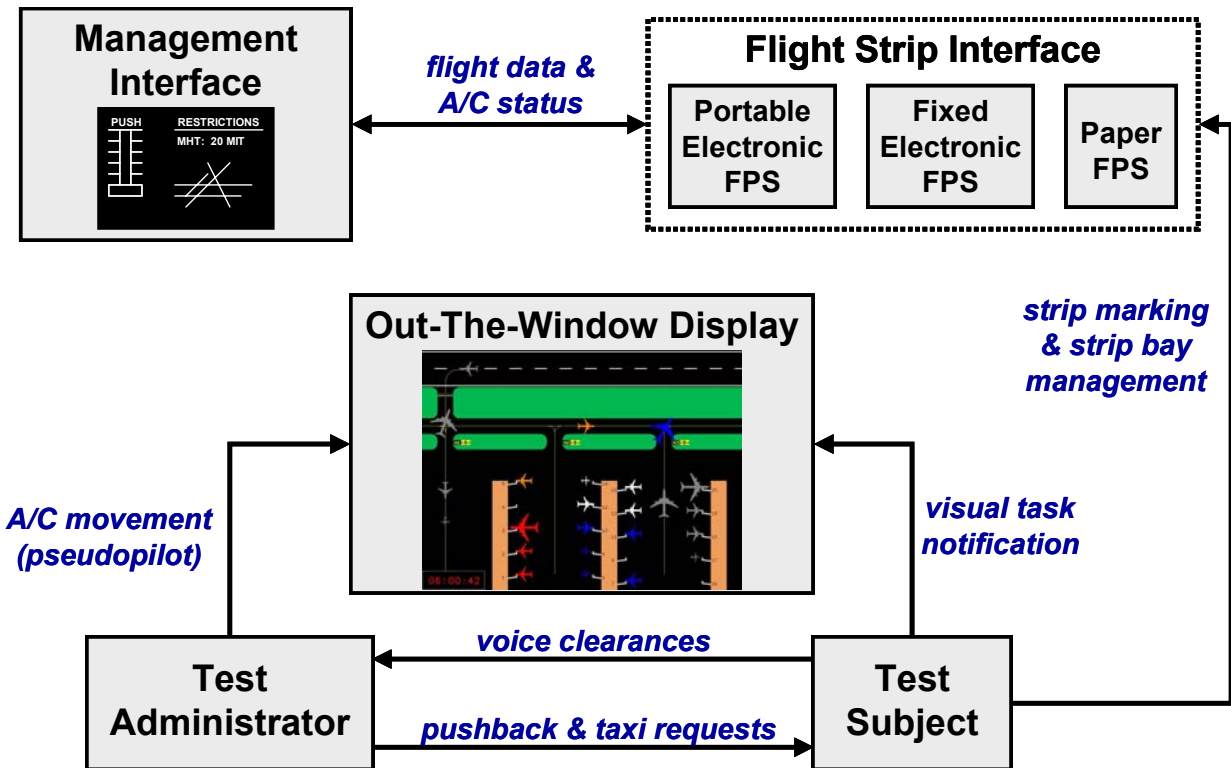 Management
Interface
PUSH
RESTRICTIONS
MHT: 20 MIT
flight data &
A/C status
Flight Strip Interface
Portable
Electronic
FPS
Fixed
Electronic
FPS
Paper
FPS
Out-The-Window Display
06:00:42
strip marking
& strip bay
management
A/C movement
(pseudopilot)
visual task
notification
voice clearances
Test
Administrator
Test
Subject
pushback & taxi requests